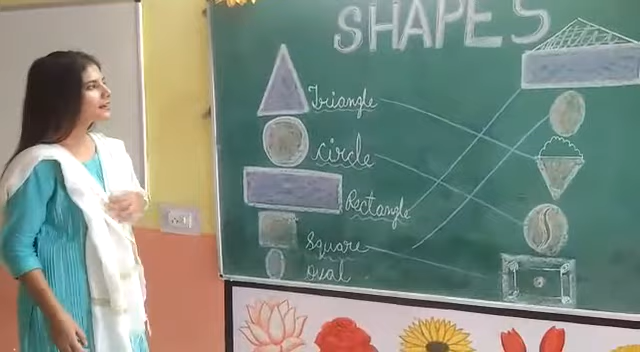 SHAPES
Triangle
circle
Rectangle
Square
oval